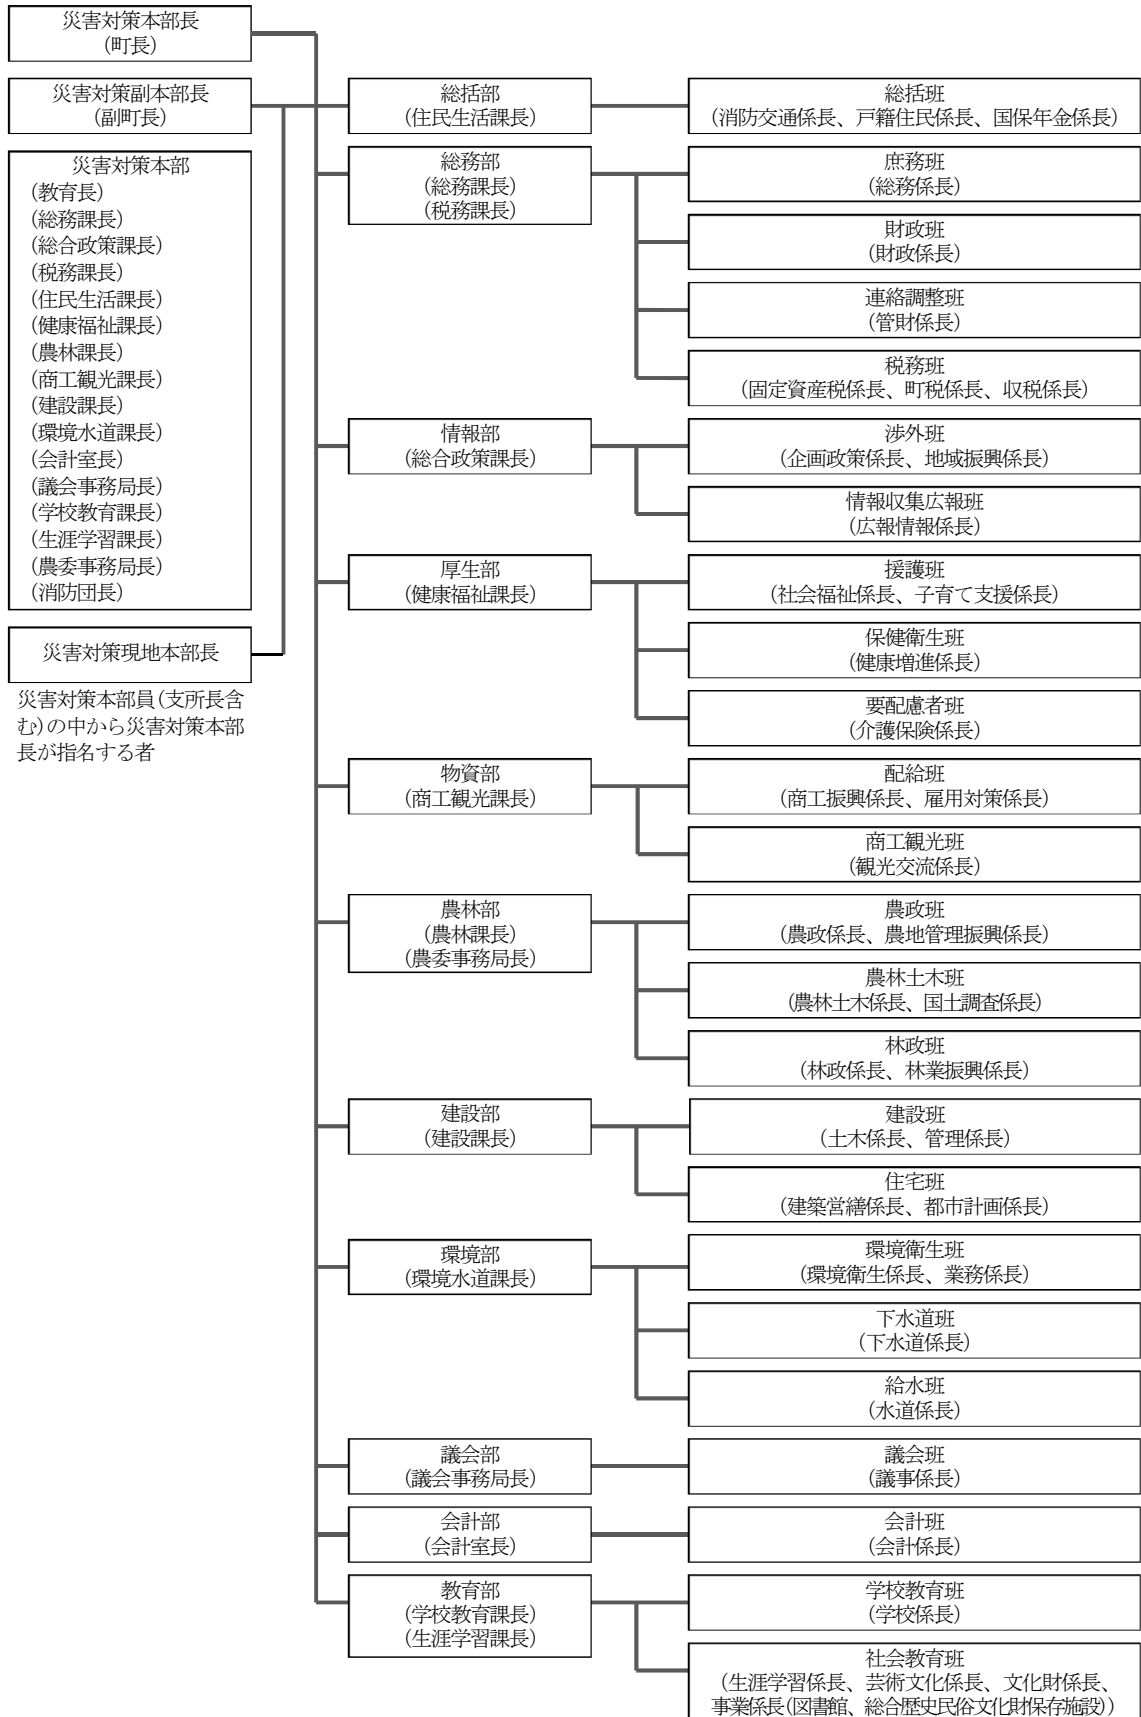 災害対策本部長
(町長)
災害対策副本部長
(副町長)
災害対策本部
(教育長)
(総務課長)
(総合政策課長)
(税務課長)
(住民生活課長)
(健康福祉課長)
(農林課長)
(商工観光課長)
(建設課長)
(環境水道課長)
(会計室長)
(議会事務局長)
(学校教育課長)
(生涯学習課長)
(農委事務局長)
(消防団長)
災害対策現地本部長
災害対策本部員(支所長含
む)の中から災害対策本部
長が指名する者
総括部
(住民生活課長)
総括班
(消防交通係長、戸籍住民係長、国保年金係長)
総務部
(総務課長)
(税務課長)
庶務班
(総務係長)
財政班
(財政係長)
連絡調整班
(管財係長)
税務班
(固定資産税係長、町税係長、収税係長)
情報部
(総合政策課長)
渉外班
(企画政策係長、地域振興係長)
情報収集広報班
(広報情報係長)
厚生部
(健康福祉課長)
援護班
(社会福祉係長、子育て支援係長)
保健衛生班
(健康増進係長)
要配慮者班
(介護保険係長)
物資部
(商工観光課長)
配給班
(商工振興係長、雇用対策係長)
商工観光班
(観光交流係長)
農林部
(農林課長)
(農委事務局長)
農政班
(農政係長、農地管理振興係長)
農林土木班
(農林土木係長、国土調査係長)
林政班
(林政係長、林業振興係長)
建設部
(建設課長)
建設班
(土木係長、管理係長)
住宅班
(建築営繕係長、都市計画係長)
環境部
(環境水道課長)
環境衛生班
(環境衛生係長、業務係長)
下水道班
(下水道係長)
給水班
(水道係長)
議会部
(議会事務局長)
議会班
(議事係長)
会計部
(会計室長)
会計班
(会計係長)
教育部
(学校教育課長)
(生涯学習課長)
学校教育班
(学校係長)
社会教育班
(生涯学習係長、芸術文化係長、文化財係長、
事業係長(図書館、総合歴史民俗文化財保存施設))